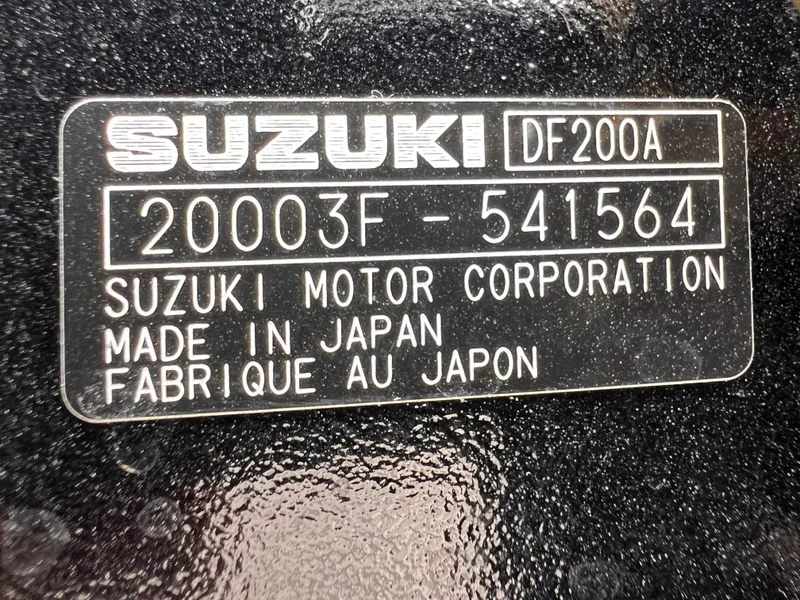 SUZUKI DF200A
20003F - 541564
SUZUKI MOTOR CORPORATION
MADE IN JAPAN
FABRIQUE AU JAPON